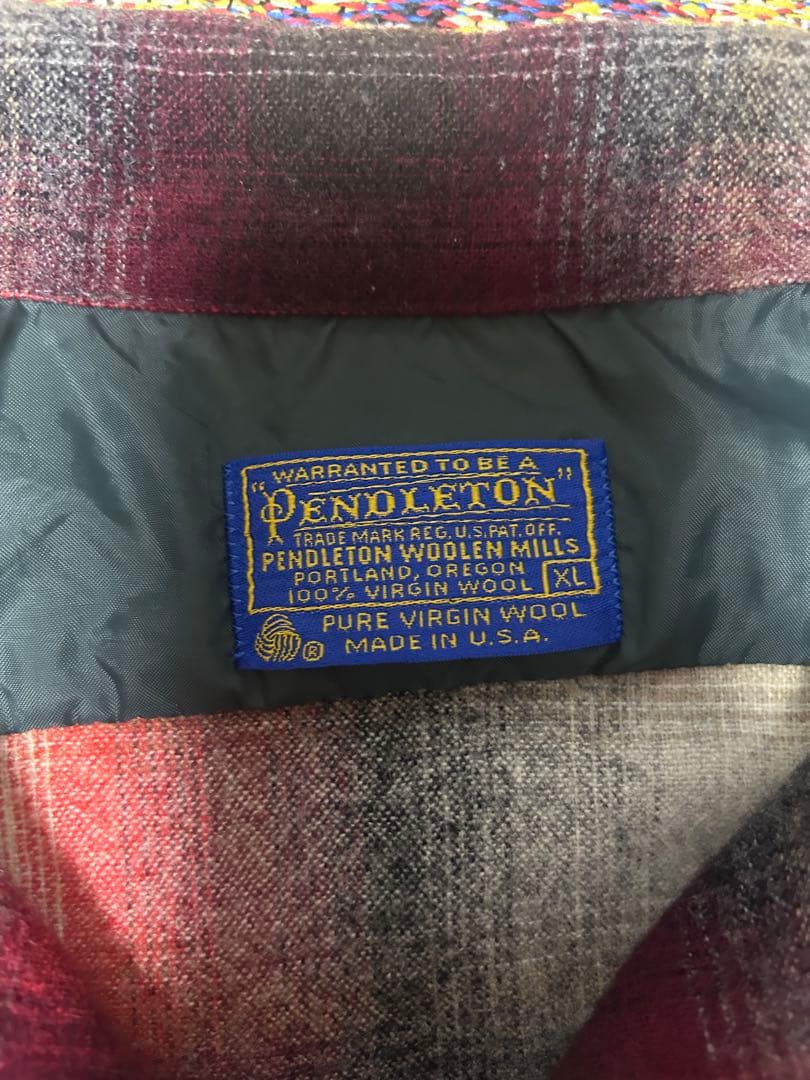 WARRANTED TO BE A
"PENDLETON"
TRADE MARK REG. U.S. PAT. OFF.
PENDLETON WOOLEN MILLS
PORTLAND, OREGON
100% VIRGIN WOOL XL
PURE VIRGIN WOOL
® MADE IN U.S.A.